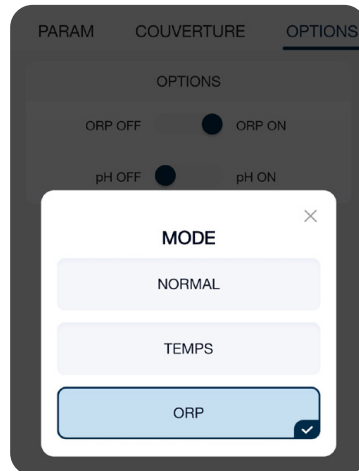 PARAM COUVERTURE OPTIONS
OPTIONS
ORP OFF ORP ON
pH OFF pH ON
MODE
NORMAL
TEMPS
ORP